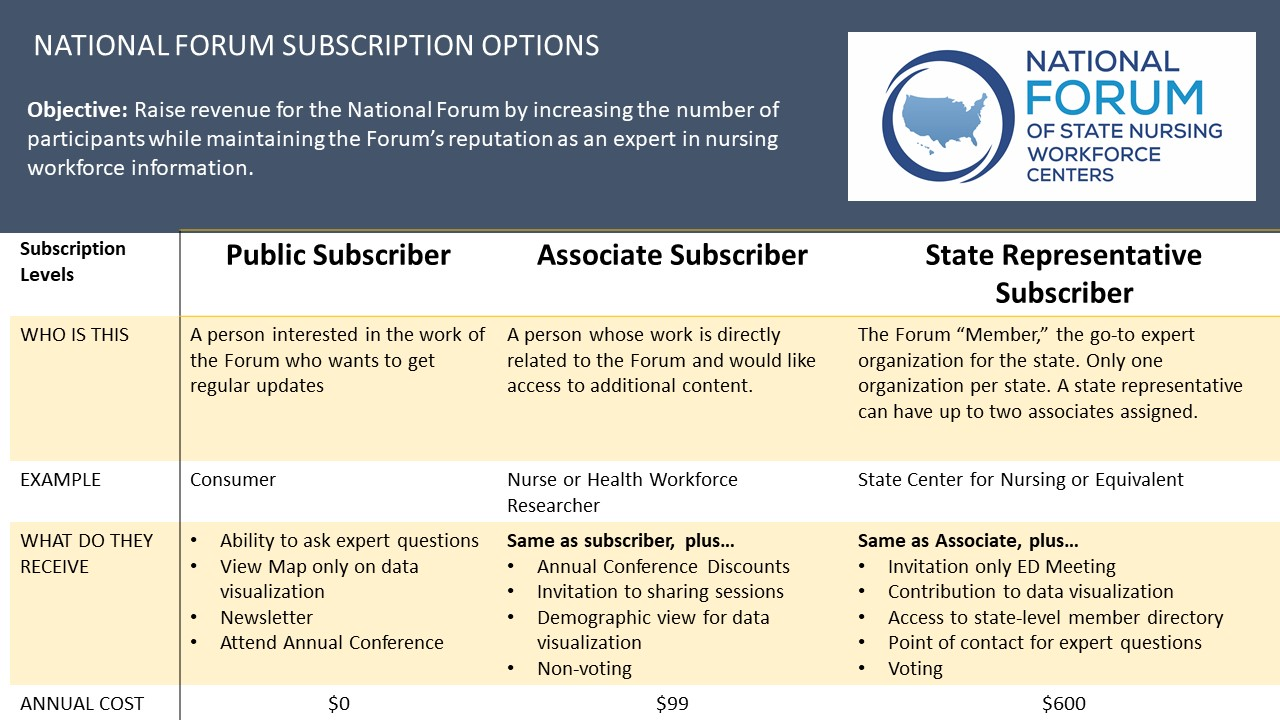 NATIONAL FORUM SUBSCRIPTION OPTIONS
Objective: Raise revenue for the National Forum by increasing the number of
participants while maintaining the Forum’s reputation as an expert in nursing
workforce information.
NATIONAL
FORUM
OF STATE NURSING
WORKFORCE
CENTERS
Subscription
Levels
Public Subscriber
Associate Subscriber
State Representative
Subscriber
WHO IS THIS
A person interested in the work of
the Forum who wants to get
regular updates
A person whose work is directly
related to the Forum and would like
access to additional content.
The Forum “Member,” the go-to expert
organization for the state. Only one
organization per state. A state representative
can have up to two associates assigned.
EXAMPLE
Consumer
Nurse or Health Workforce
Researcher
State Center for Nursing or Equivalent
WHAT DO THEY
RECEIVE
• Ability to ask expert questions
• View Map only on data
visualization
• Newsletter
• Attend Annual Conference
Same as subscriber, plus…
• Annual Conference Discounts
• Invitation to sharing sessions
• Demographic view for data
visualization
• Non-voting
Same as Associate, plus…
• Invitation only ED Meeting
• Contribution to data visualization
• Access to state-level member directory
• Point of contact for expert questions
• Voting
ANNUAL COST
$0
$99
$600